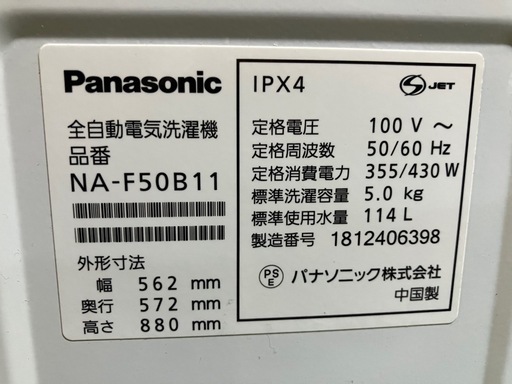 Panasonic
全自動電気洗濯機
品番
NA-F50B11
外形寸法
幅 562 mm
奥行 572 mm
高さ 880 mm
IPX4
S JET
定格電圧 100 V ～
定格周波数 50/60 Hz
定格消費電力 355/430 W
標準洗濯容量 5.0 kg
標準使用水量 114 L
製造番号 1812406398
PS E パナソニック株式会社
中国製